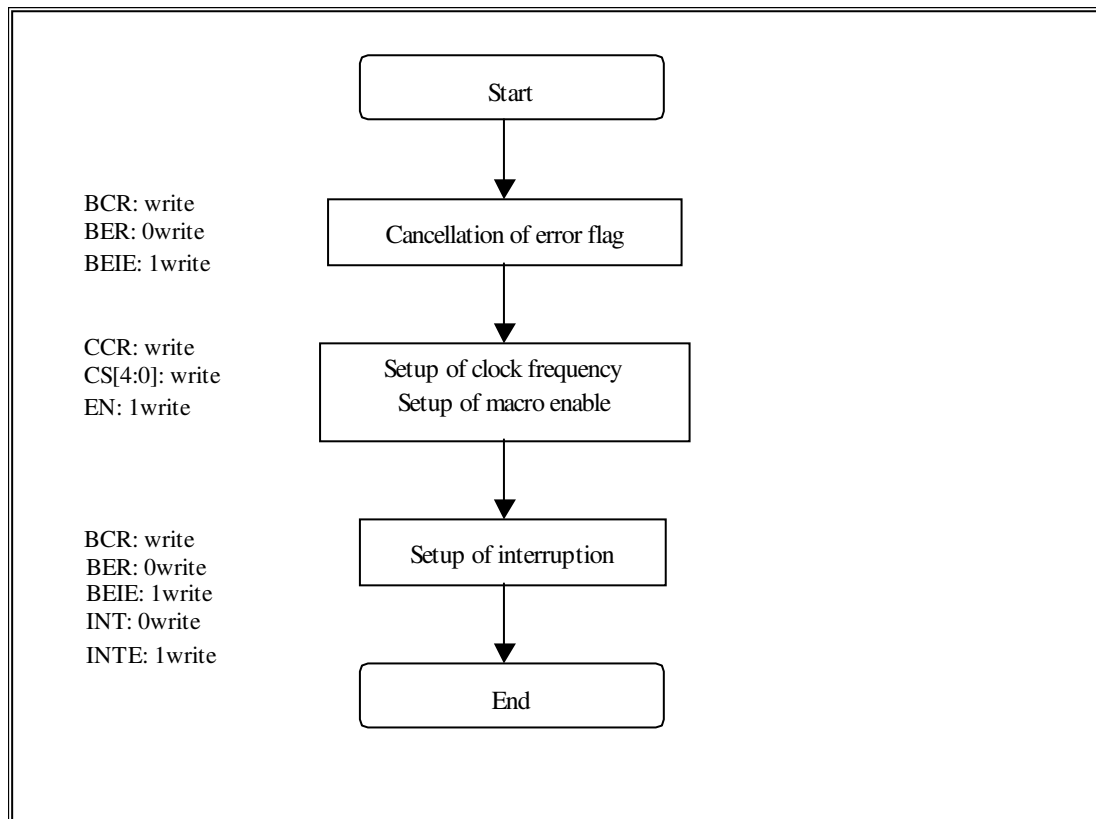 Start
BCR: write
BER: 0write
BEIE: 1write
Cancellation of error flag
CCR: write
CS[4:0]: write
EN: 1write
Setup of clock frequency
Setup of macro enable
BCR: write
BER: 0write
BEIE: 1write
INT: 0write
INTE: 1write
Setup of interruption
End